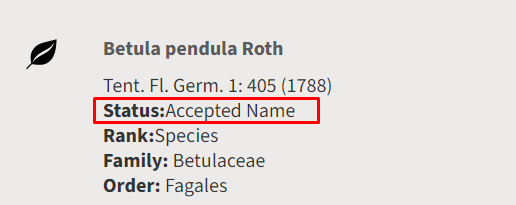 Betula pendula Roth
Tent. Fl. Germ. 1: 405 (1788)
Status:Accepted Name
Rank:Species
Family: Betulaceae
Order: Fagales